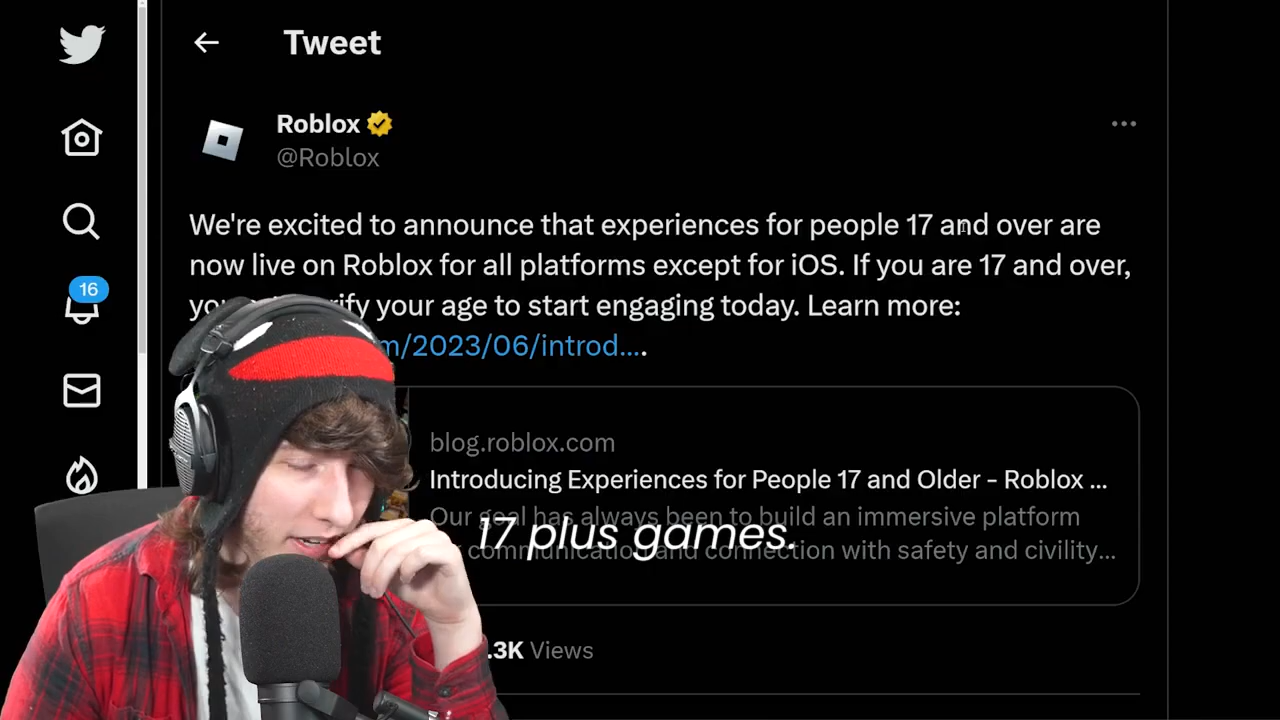 Tweet
Roblox
@Roblox
We're excited to announce that experiences for people 17 and over are
now live on Roblox for all platforms except for iOS. If you are 17 and over,
your age to start engaging today. Learn more:
m/2023/06/introd....
16
blog.roblox.com
Introducing Experiences for People 17 and Older - Roblox ...
Our goal has always been to build an immersive platform
communication and connection with safety and civility...
17 plus games.
.3K Views